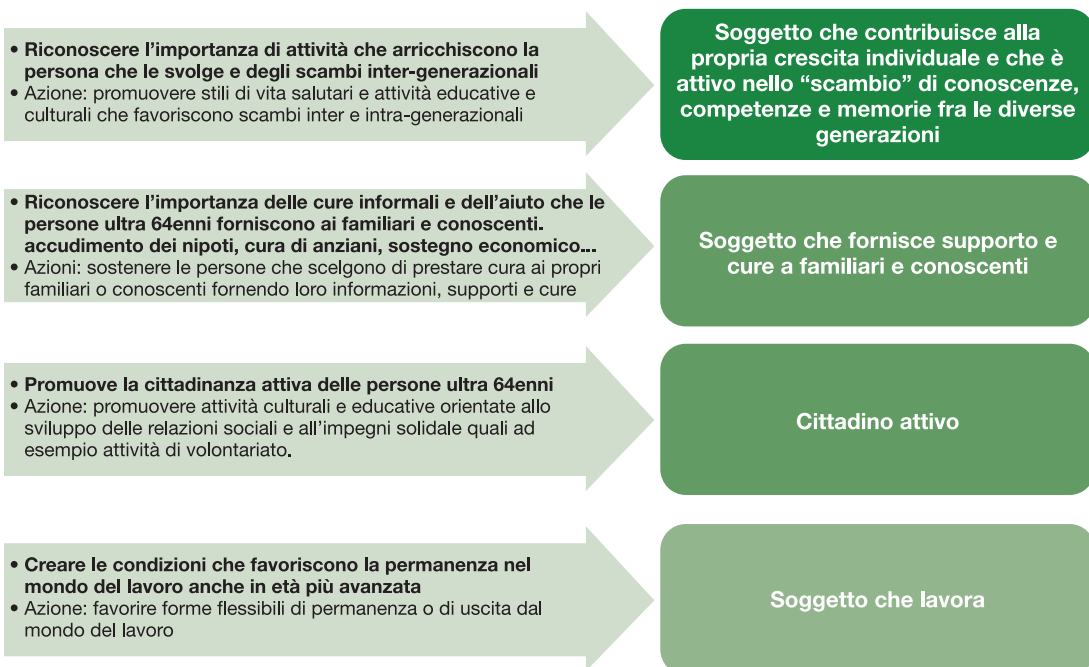 • Riconoscere l’importanza di attività che arricchiscono la
persona che le svolge e degli scambi inter-generazionali
• Azione: promuovere stili di vita salutari e attività educative e
culturali che favoriscono scambi inter e intra-generazionali
Soggetto che contribuisce alla
propria crescita individuale e che è
attivo nello “scambio” di conoscenze,
competenze e memorie fra le diverse
generazioni
• Riconoscere l’importanza delle cure informali e dell’aiuto che le
persone ultra 64enni forniscono ai familiari e conoscenti.
accudimento dei nipoti, cura di anziani, sostegno economico...
• Azioni: sostenere le persone che scelgono di prestare cura ai propri
familiari o conoscenti fornendo loro informazioni, supporti e cure
Soggetto che fornisce supporto e
cure a familiari e conoscenti
• Promuove la cittadinanza attiva delle persone ultra 64enni
• Azione: promuovere attività culturali e educative orientate allo
sviluppo delle relazioni sociali e all’impegni solidale quali ad
esempio attività di volontariato.
Cittadino attivo
• Creare le condizioni che favoriscono la permanenza nel
mondo del lavoro anche in età più avanzata
• Azione: favorire forme flessibili di permanenza o di uscita dal
mondo del lavoro
Soggetto che lavora